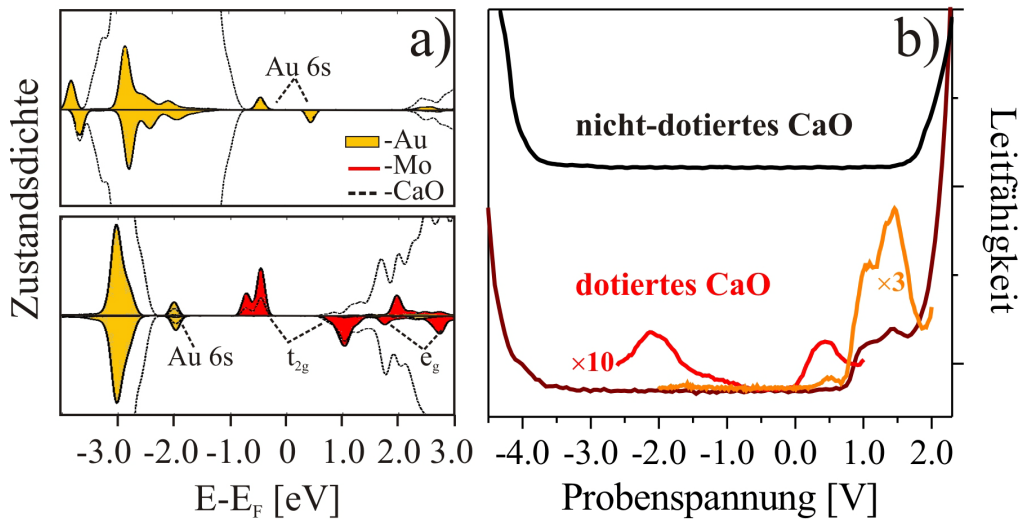 a)
Au 6s
-Au
-Mo
-CaO
Zustandsdichte
Au 6s
t2g
eg
-3.0 -2.0 -1.0 0 1.0 2.0 3.0
E-EF [eV]
b)
nicht-dotiertes CaO
dotiertes CaO
×3
×10
Leitfähigkeit
-4.0 -3.0 -2.0 -1.0 0.0 1.0 2.0
Probenspannung [V]